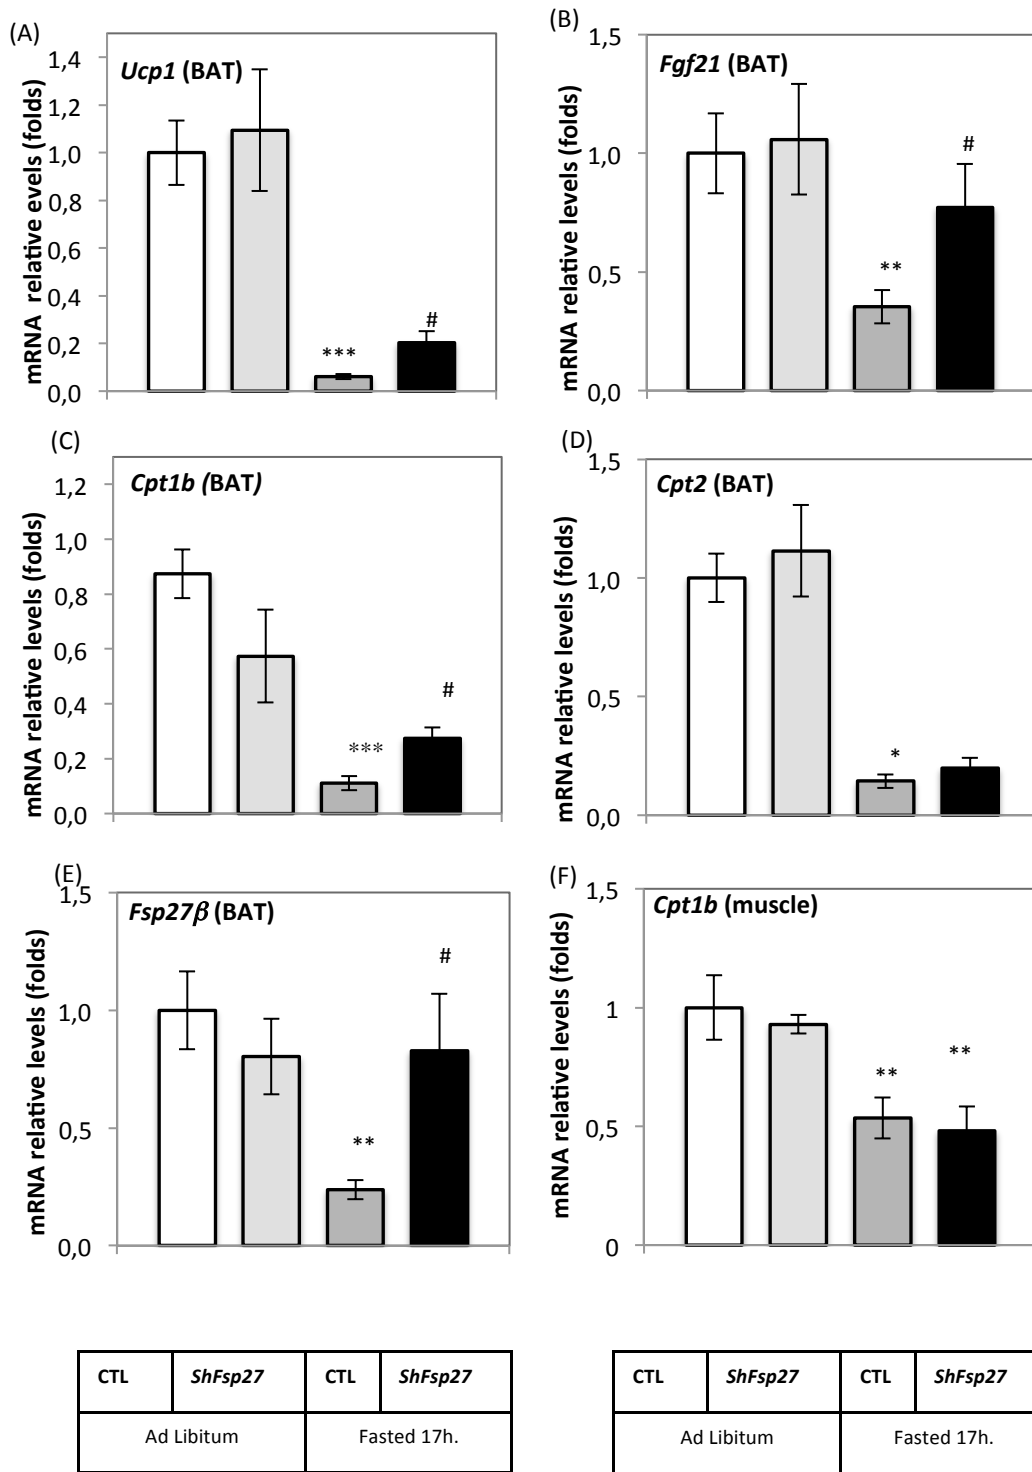 (A)
mRNA relative evels (folds)
Ucp1 (BAT)
1,4
1,2
1,0
0,8
0,6
0,4
0,2
0,0
***
#
(B)
mRNA relative levels (folds)
Fgf21 (BAT)
1,5
1,0
0,5
0,0
**
#
(C)
mRNA relative levels (folds)
Cpt1b (BAT)
1,2
1,0
0,8
0,6
0,4
0,2
0,0
***
#
(D)
mRNA relative levels (folds)
Cpt2 (BAT)
1,5
1,0
0,5
0,0
*
(E)
mRNA relative levels (folds)
Fsp27β (BAT)
1,5
1,0
0,5
0,0
**
#
(F)
mRNA relative levels (folds)
Cpt1b (muscle)
1,5
1
0,5
0
**
**
CTL ShFsp27 CTL ShFsp27
Ad Libitum Fasted 17h.
CTL ShFsp27 CTL ShFsp27
Ad Libitum Fasted 17h.